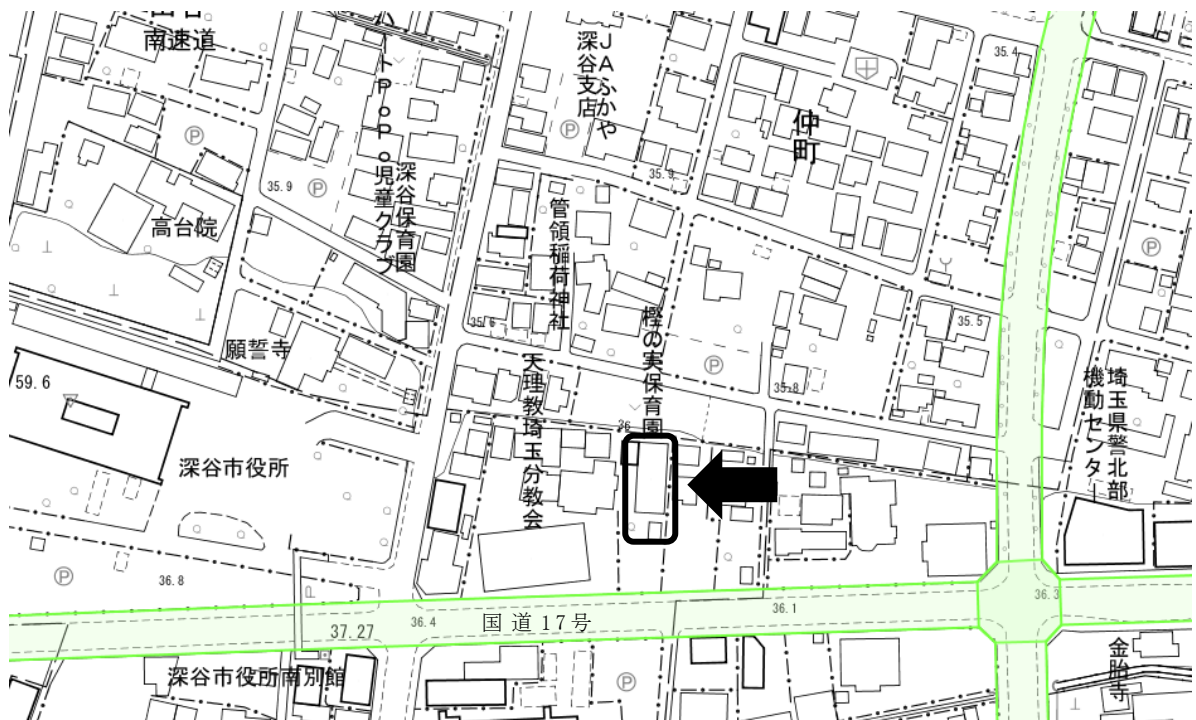 南速道
トPoPo児童クラブ
深谷保育園
JAふかや
深谷支店
仲町
35.4
35.9
35.9
高台院
管領稲荷神社
樫の実保育園
35.6
35.5
35.8
願誓寺
59.6
天理教埼玉分教会
36
埼玉県警北部
機動センター
深谷市役所
36.8
36.4
国道17号
36.1
36.3
37.27
深谷市役所南別館
金胎寺
P
P
P
P
P
P
P